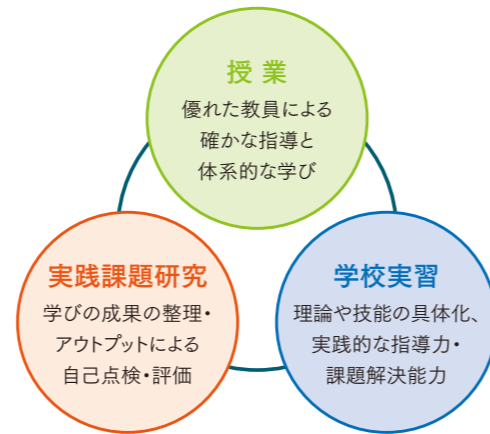 授 業
優れた教員による
確かな指導と
体系的な学び
実践課題研究
学びの成果の整理・
アウトプットによる
自己点検・評価
学校実習
理論や技能の具体化、
実践的な指導力・
課題解決能力